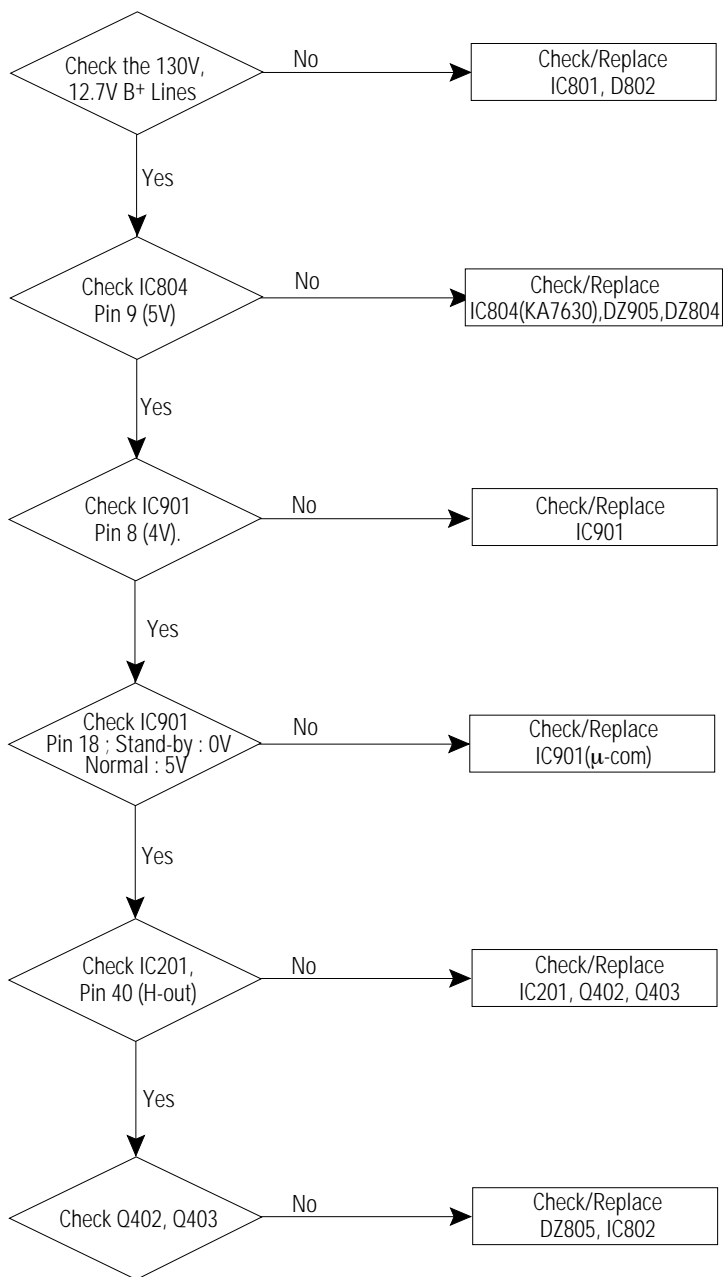 Check the 130V,
12.7V B+ Lines
No
Check/Replace
IC801, D802
Yes
Check IC804
Pin 9 (5V)
No
Check/Replace
IC804(KA7630),DZ905,DZ804
Yes
Check IC901
Pin 8 (4V).
No
Check/Replace
IC901
Yes
Check IC901
Pin 18 ; Stand-by : 0V
Normal : 5V
No
Check/Replace
IC901(μ-com)
Yes
Check IC201,
Pin 40 (H-out)
No
Check/Replace
IC201, Q402, Q403
Yes
Check Q402, Q403
No
Check/Replace
DZ805, IC802